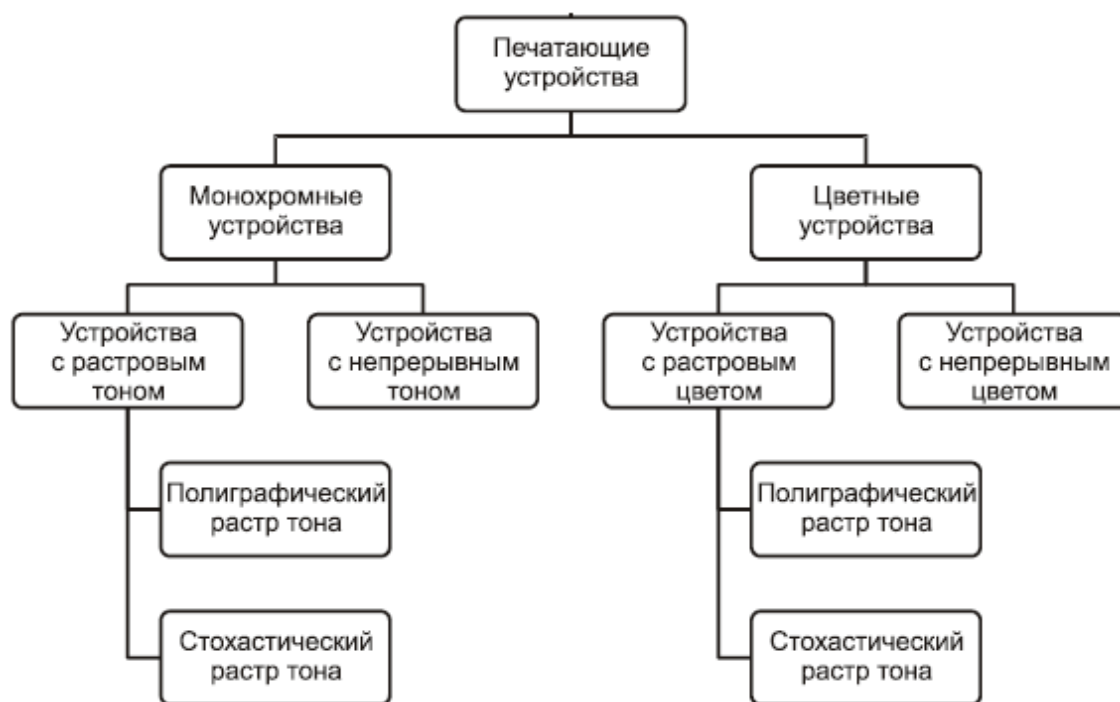 Печатающие
устройства
Монохромные
устройства
Цветные
устройства
Устройства
с растровым
тоном
Устройства
с непрерывным
тоном
Устройства
с растровым
цветом
Устройства
с непрерывным
цветом
Полиграфический
растр тона
Полиграфический
растр тона
Стохастический
растр тона
Стохастический
растр тона